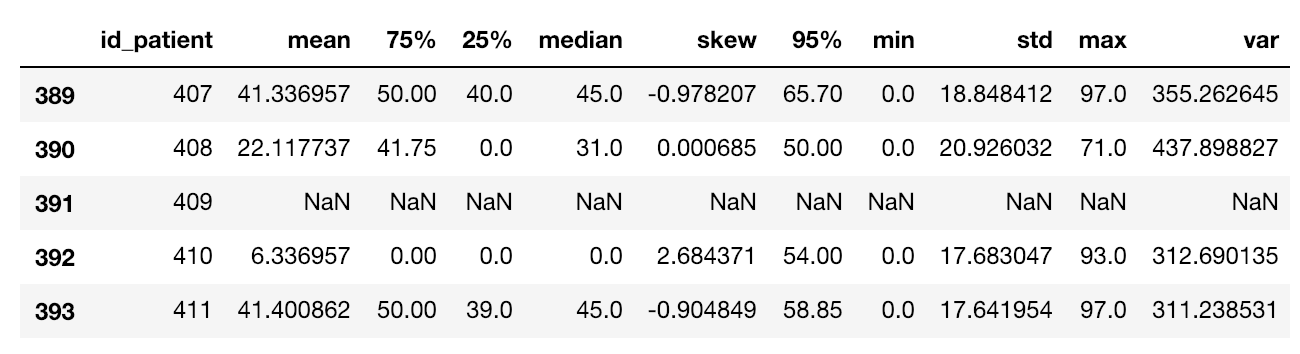 id_patient mean 75% 25% median skew 95% min std max var
389 407 41.336957 50.00 40.0 45.0 -0.978207 65.70 0.0 18.848412 97.0 355.262645
390 408 22.117737 41.75 0.0 31.0 0.000685 50.00 0.0 20.926032 71.0 437.898827
391 409 NaN NaN NaN NaN NaN NaN NaN NaN NaN NaN
392 410 6.336957 0.00 0.0 0.0 2.684371 54.00 0.0 17.683047 93.0 312.690135
393 411 41.400862 50.00 39.0 45.0 -0.904849 58.85 0.0 17.641954 97.0 311.238531